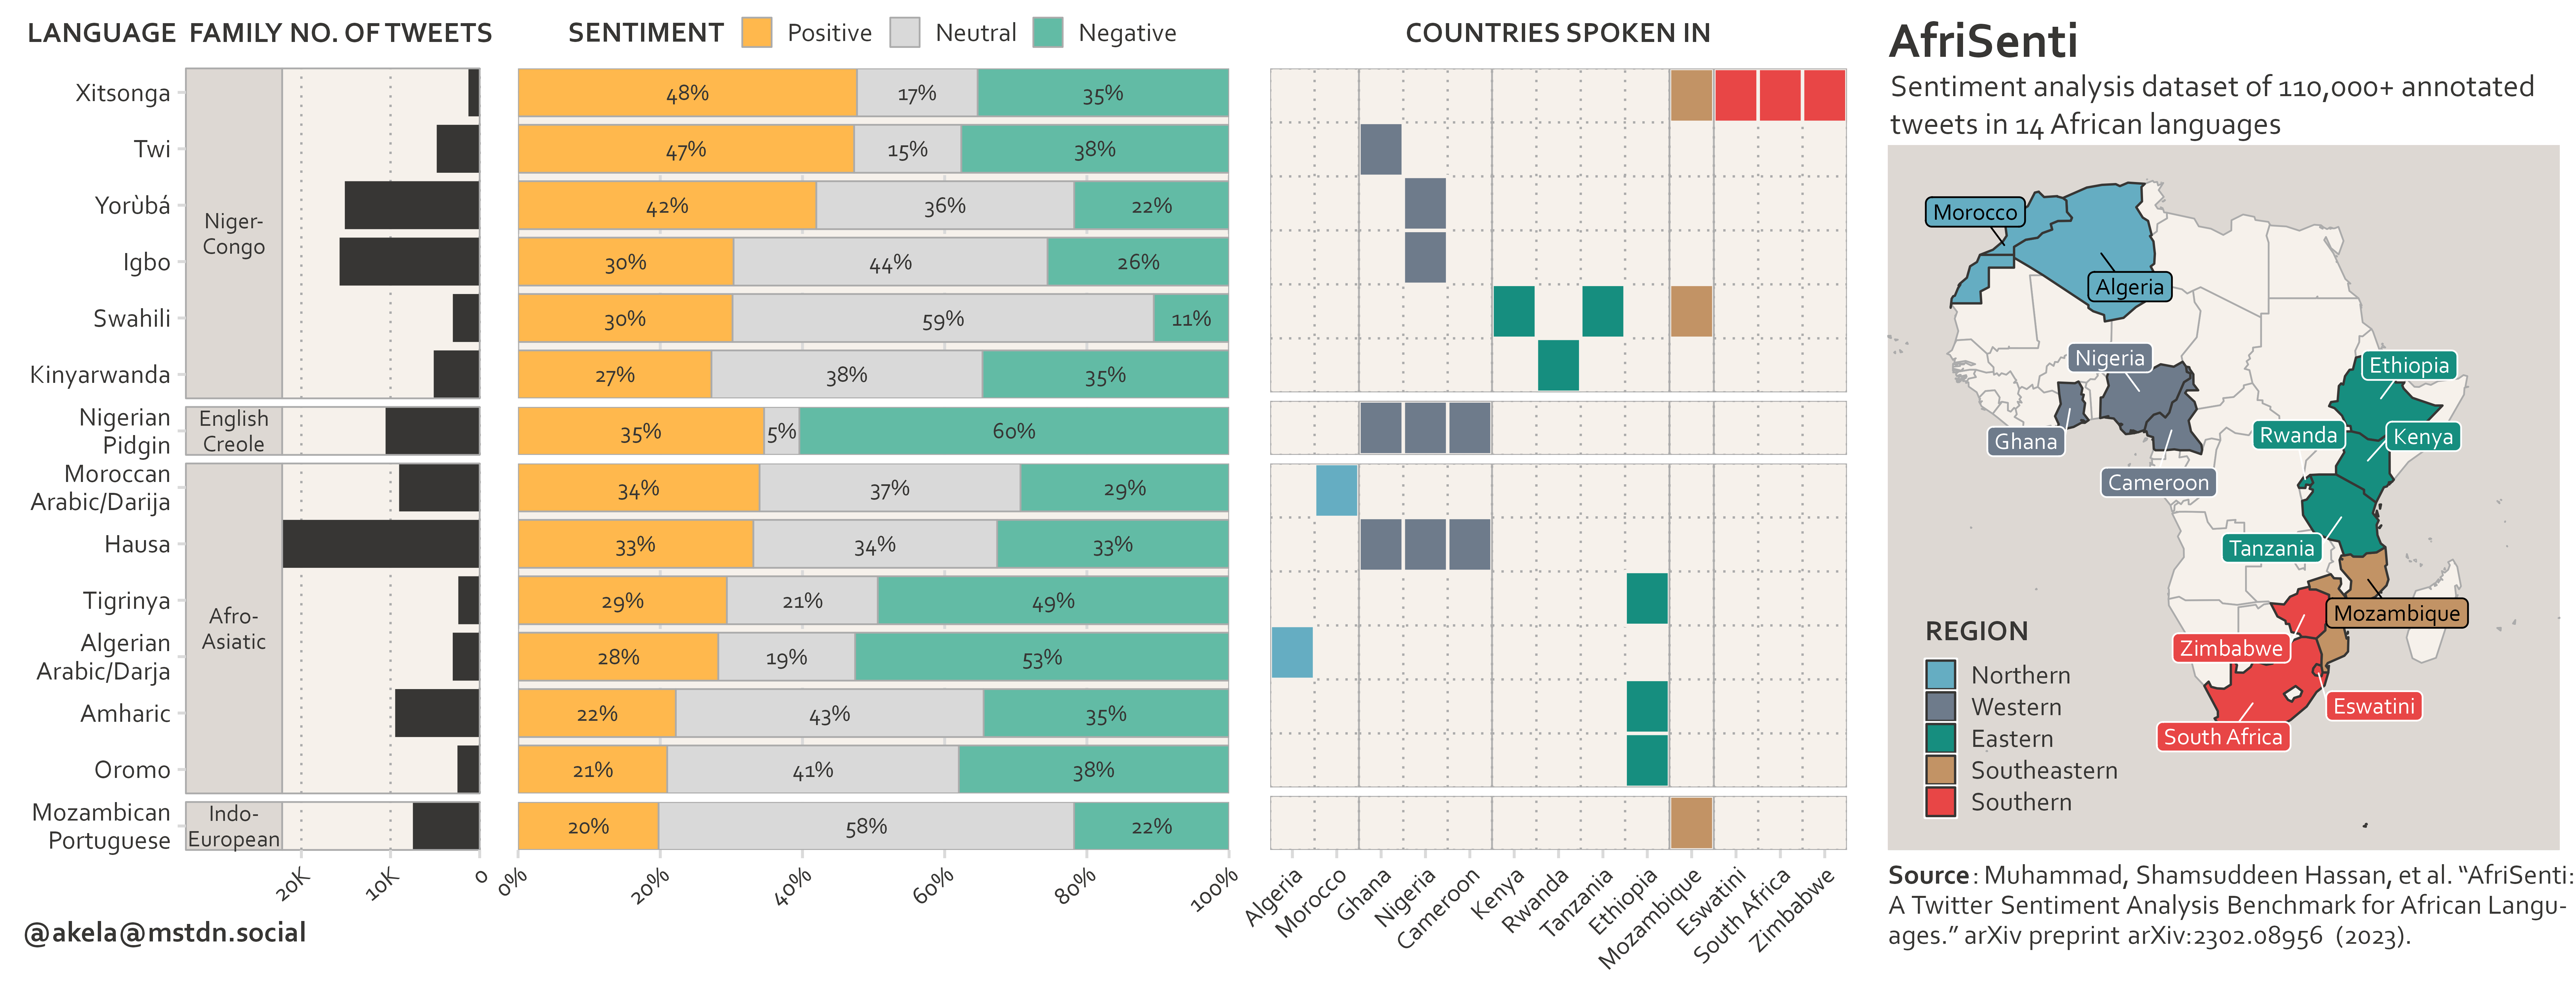 LANGUAGE FAMILY NO. OF TWEETS
SENTIMENT Positive Neutral Negative
COUNTRIES SPOKEN IN
AfriSenti
Sentiment analysis dataset of 110,000+ annotated
tweets in 14 African languages
Xitsonga
Twi
Yorùbá
Igbo
Swahili
Kinyarwanda
Nigerian
Pidgin
Moroccan
Arabic/Darija
Hausa
Tigrinya
Algerian
Arabic/Darja
Amharic
Oromo
Mozambican
Portuguese
Niger-
Congo
English
Creole
Afro-
Asiatic
Indo-
European
20K 10K 0
48% 17% 35%
47% 15% 38%
42% 36% 22%
30% 44% 26%
30% 59% 11%
27% 38% 35%
35% 5% 60%
34% 37% 29%
33% 34% 33%
29% 21% 49%
28% 19% 53%
22% 43% 35%
21% 41% 38%
20% 58% 22%
0% 20% 40% 60% 80% 100%
Algeria
Morocco
Ghana
Nigeria
Cameroon
Kenya
Rwanda
Tanzania
Ethiopia
Mozambique
Eswatini
South Africa
Zimbabwe
Morocco
Algeria
Nigeria
Ethiopia
Ghana
Rwanda
Kenya
Cameroon
Tanzania
Mozambique
Zimbabwe
Eswatini
South Africa
REGION
Northern
Western
Eastern
Southeastern
Southern
Source: Muhammad, Shamsuddeen Hassan, et al. “AfriSenti:
A Twitter Sentiment Analysis Benchmark for African Langu-
ages.” arXiv preprint arXiv:2302.08956 (2023).
@akela@mstdn.social